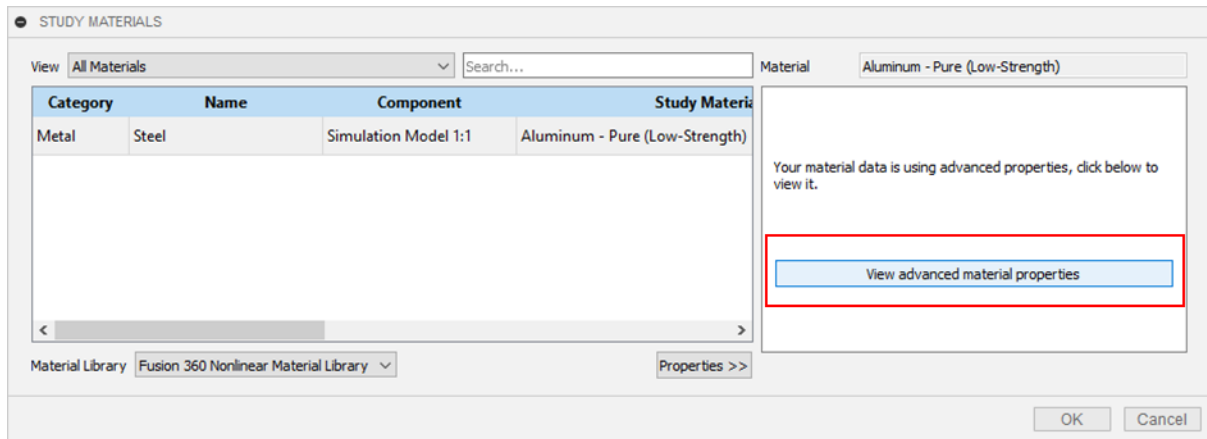 STUDY MATERIALS
View All Materials Search... Material Aluminum - Pure (Low-Strength)
Category Name Component Study Materia
Metal Steel Simulation Model 1:1 Aluminum - Pure (Low-Strength)
Your material data is using advanced properties, click below to
view it.
View advanced material properties
Material Library Fusion 360 Nonlinear Material Library Properties >>
OK Cancel